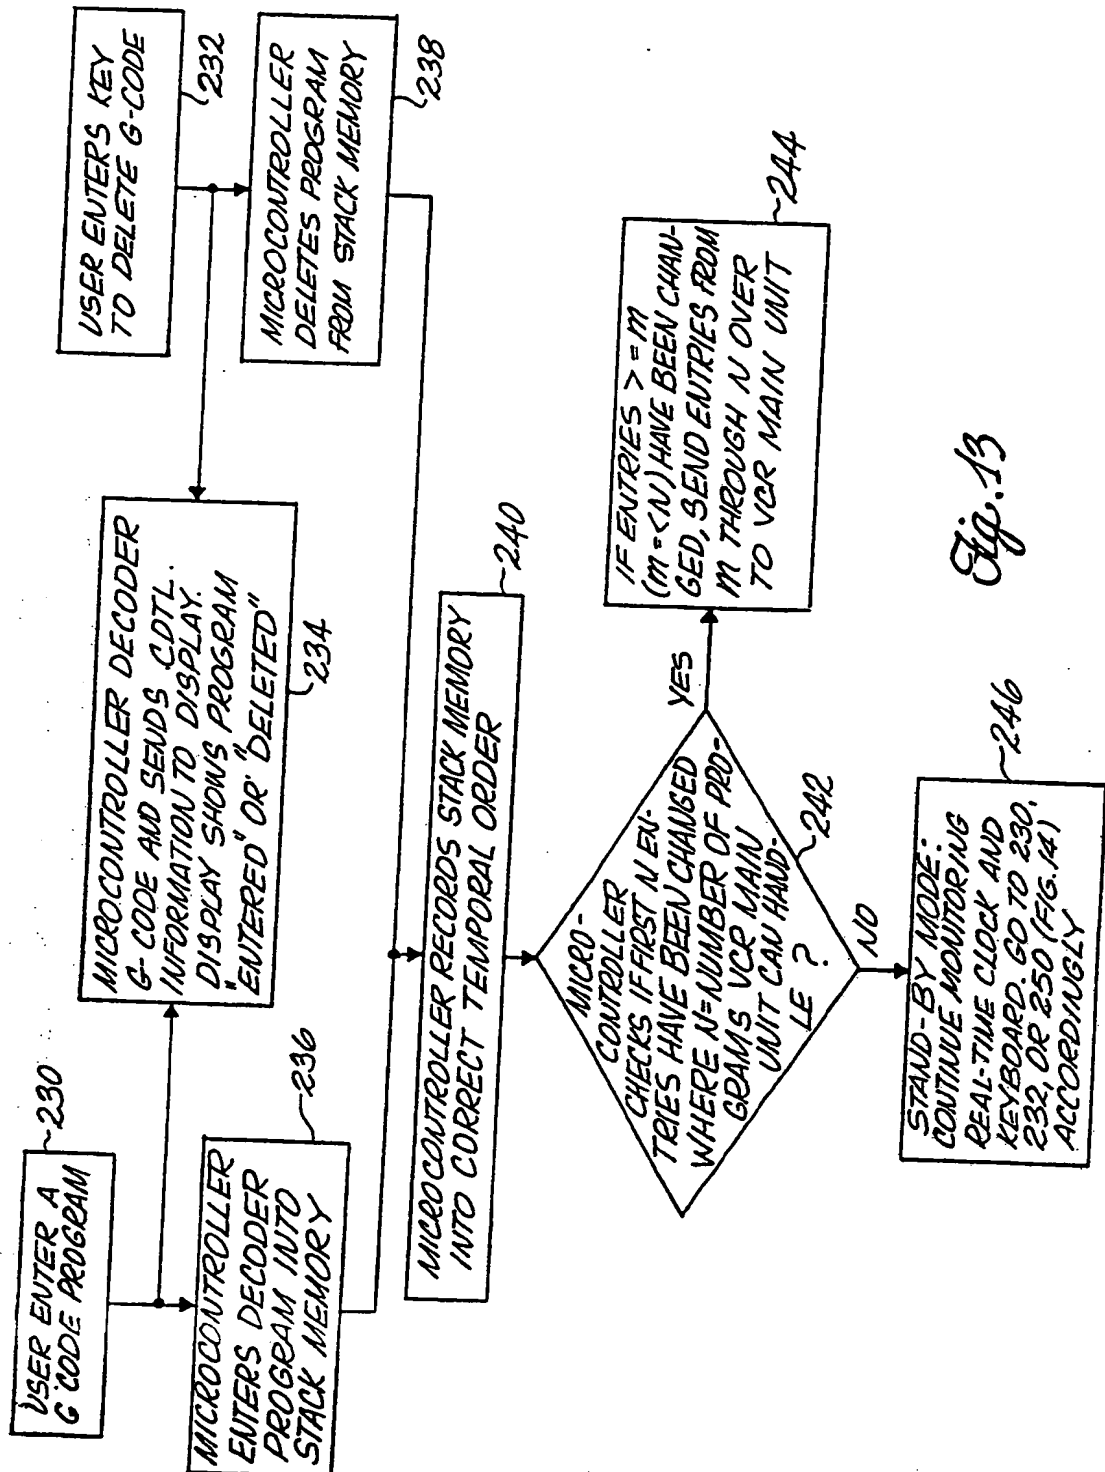 USER ENTER A
G CODE PROGRAM
230
MICROCONTROLLER
ENTERS DECODER
PROGRAM INTO
STACK MEMORY
236
MICROCONTROLLER DECODER
G-CODE AND SENDS CDTL.
INFORMATION TO DISPLAY.
DISPLAY SHOWS PROGRAM
"ENTERED" OR "DELETED"
234
USER ENTERS KEY
TO DELETE G-CODE
232
MICROCONTROLLER
DELETES PROGRAM
FROM STACK MEMORY
238
MICROCONTROLLER RECORDS STACK MEMORY
INTO CORRECT TEMPORAL ORDER
240
MICRO-
CONTROLLER
CHECKS IF FIRST N EN-
TRIES HAVE BEEN CHANGED
WHERE N=NUMBER OF PRO-
GRAMS VCR MAIN
UNIT CAN HAND-
LE ?
242
YES
NO
IF ENTRIES >=M
(M=<N) HAVE BEEN CHAN-
GED, SEND ENTRIES FROM
M THROUGH N OVER
TO VCR MAIN UNIT
244
STAND-BY MODE:
CONTINUE MONITORING
REAL-TIME CLOCK AND
KEYBOARD. GO TO 230,
232, OR 250 (FIG.14)
ACCORDINGLY
246
Fig.13